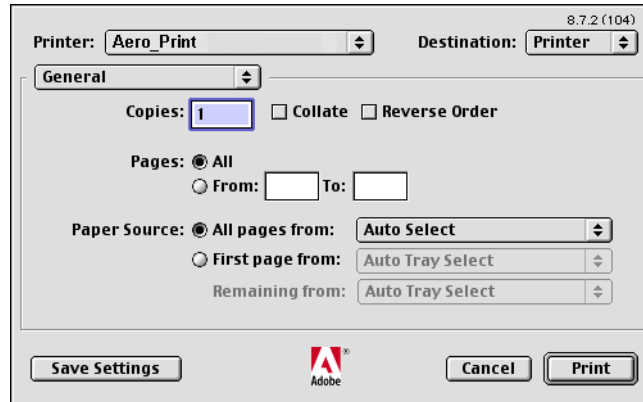 8.7.2 (104)
Printer: Aero_Print Destination: Printer
General
Copies: 1 Collate Reverse Order
Pages: All
From: To:
Paper Source: All pages from: Auto Select
First page from: Auto Tray Select
Remaining from: Auto Tray Select
Save Settings Adobe® Cancel Print